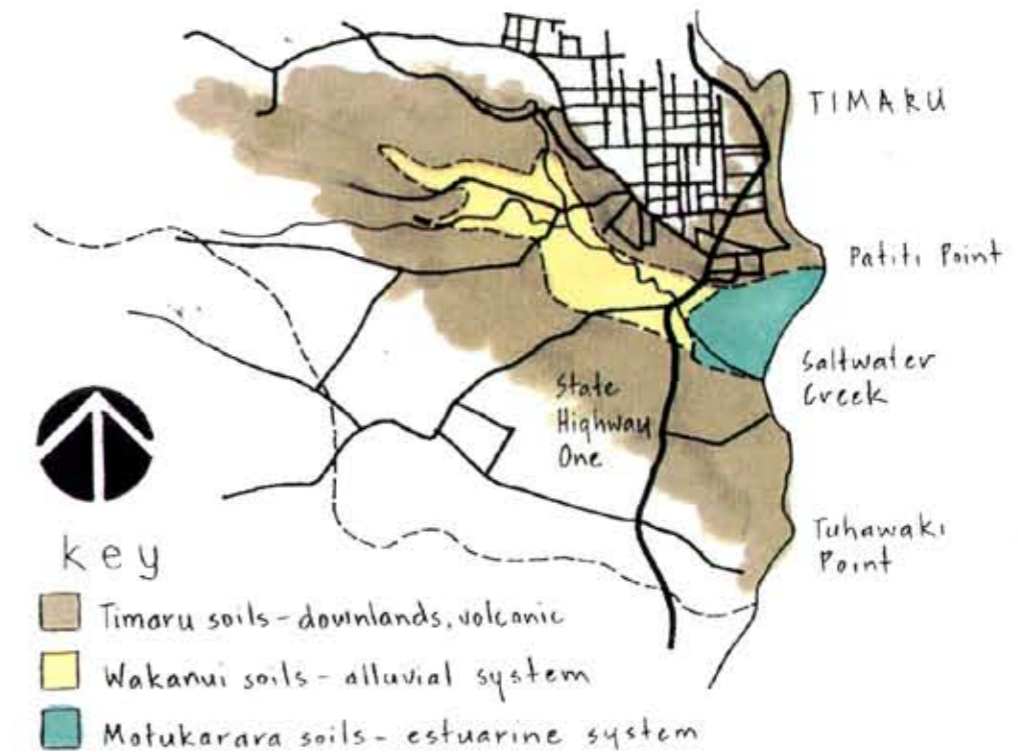 TIMARU
Patiti Point
Saltwater
Creek
State
Highway
One
Tuhawaki
Point
key
Timaru soils - downlands, volcanic
Wakanui soils - alluvial system
Motukarara soils - estuarine system